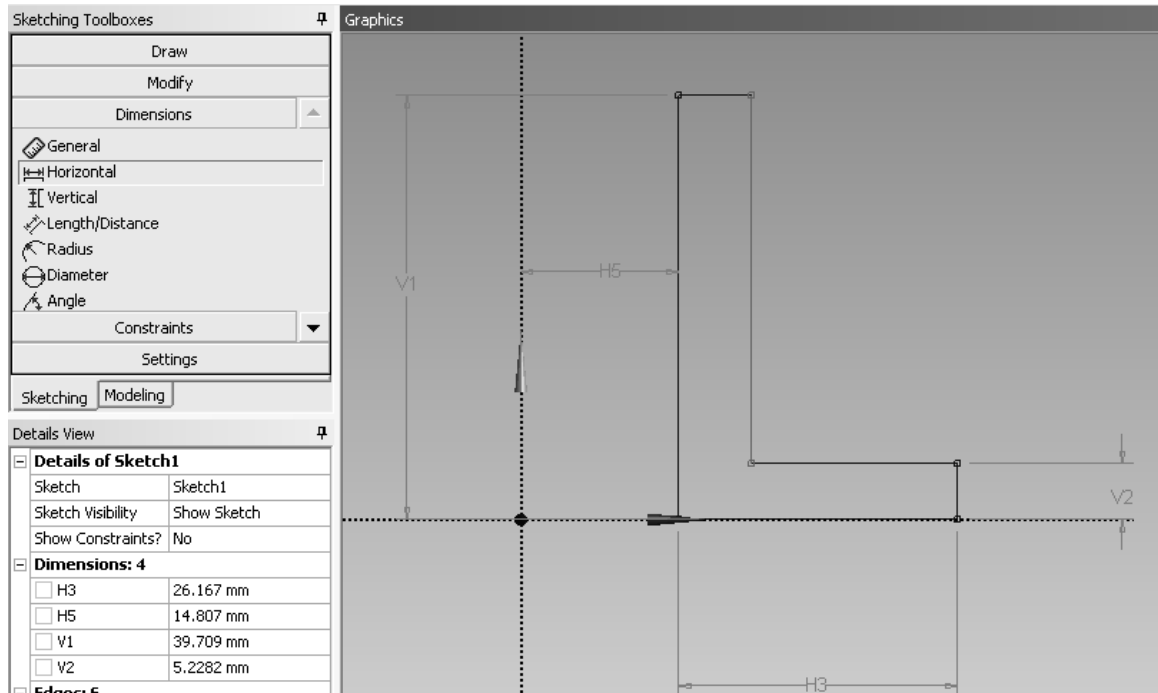 Sketching Toolboxes
Draw
Modify
Dimensions
General
Horizontal
Vertical
Length/Distance
Radius
Diameter
Angle
Constraints
Settings
Sketching Modeling
Details View
Details of Sketch1
Sketch Sketch1
Sketch Visibility Show Sketch
Show Constraints? No
Dimensions: 4
H3 26.167 mm
H5 14.807 mm
V1 39.709 mm
V2 5.2282 mm
Edges: 6
Graphics
H5
V1
V2
H3